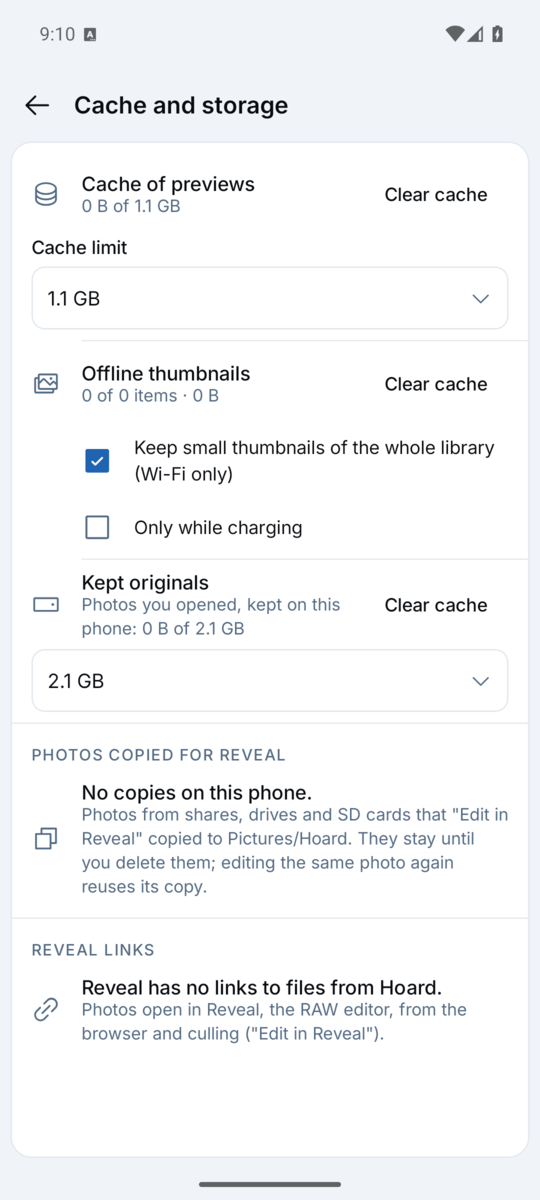 9:10
Cache and storage
Cache of previews
0 B of 1.1 GB
Clear cache
Cache limit
1.1 GB
Offline thumbnails
0 of 0 items · 0 B
Clear cache
Keep small thumbnails of the whole library
(Wi-Fi only)
Only while charging
Kept originals
Photos you opened, kept on this
phone: 0 B of 2.1 GB
Clear cache
2.1 GB
PHOTOS COPIED FOR REVEAL
No copies on this phone.
Photos from shares, drives and SD cards that "Edit in
Reveal" copied to Pictures/Hoard. They stay until
you delete them; editing the same photo again
reuses its copy.
REVEAL LINKS
Reveal has no links to files from Hoard.
Photos open in Reveal, the RAW editor, from the
browser and culling ("Edit in Reveal").